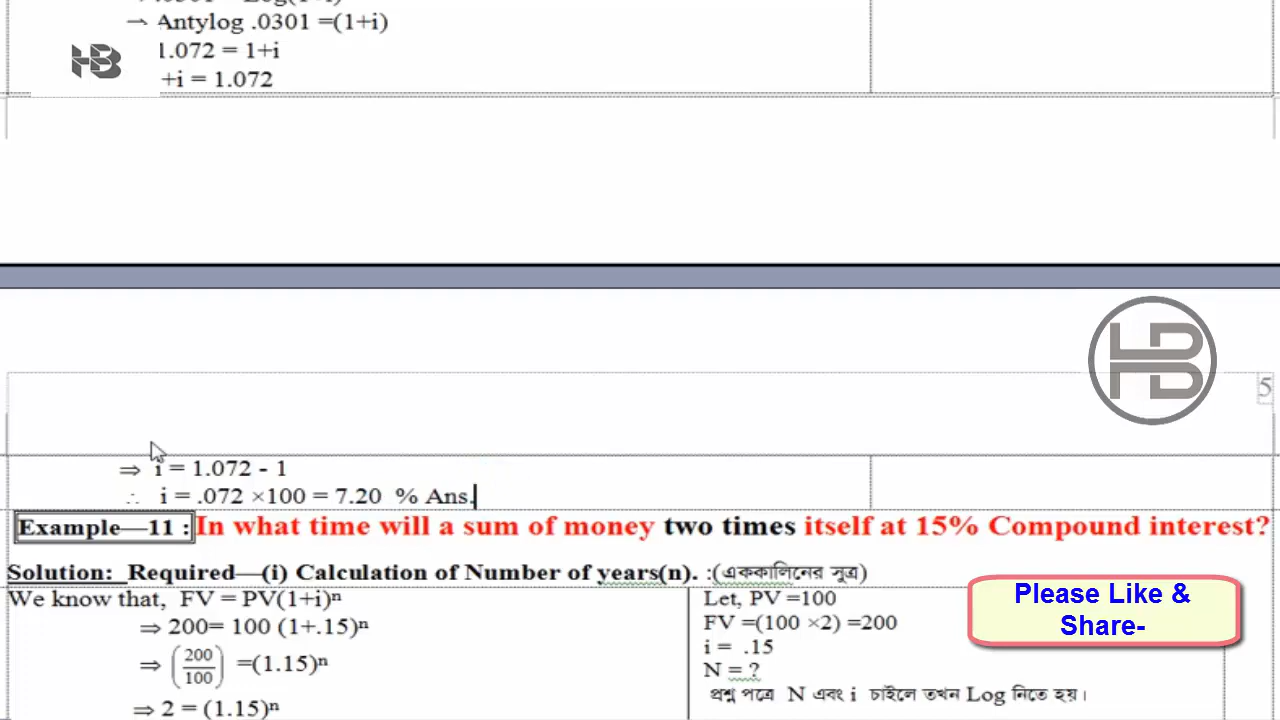 → Antylog .0301 =(1+i)
HB
1.072 = 1+i
+i = 1.072
HB
5
⇒ i = 1.072 - 1
∴ i = .072 ×100 = 7.20 % Ans.
Example—11 : In what time will a sum of money two times itself at 15% Compound interest?
Solution: Required—(i) Calculation of Number of years(n). :(এককালিনের সূত্র)
We know that, FV = PV(1+i)ⁿ
⇒ 200= 100 (1+.15)ⁿ
⇒ (200/100) =(1.15)ⁿ
⇒ 2 = (1.15)ⁿ
Let, PV =100
FV =(100 ×2) =200
i = .15
N = ?
প্রশ্ন পত্রে N এবং i চাইলে তখন Log নিতে হয়।
Please Like &
Share-